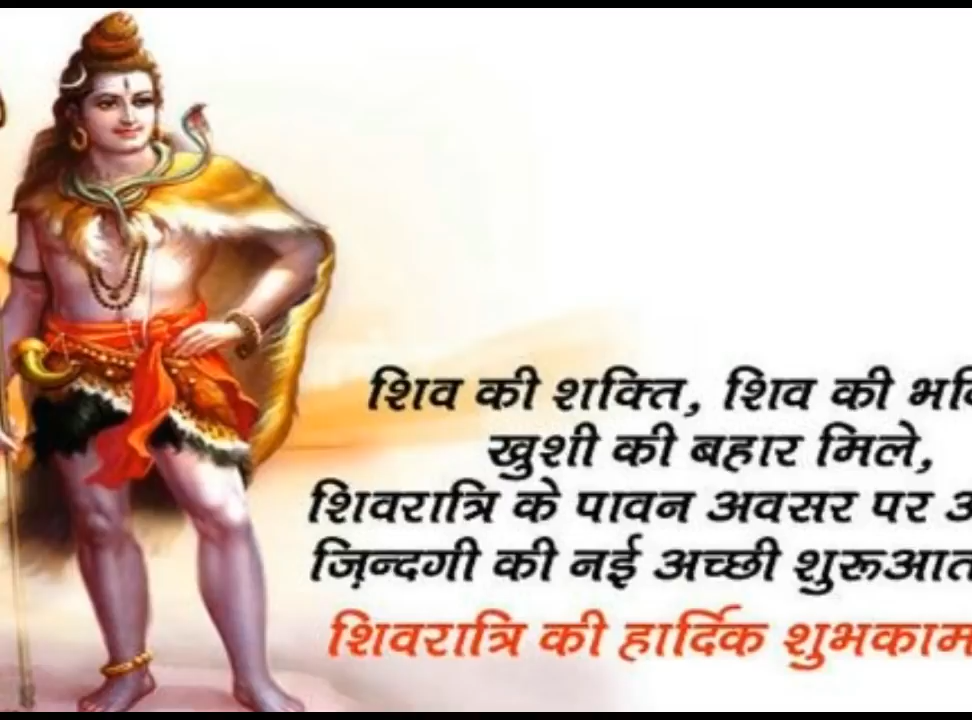 शिव की शक्ति, शिव की
खुशी की बहार मिले,
शिवरात्रि के पावन अवसर पर
ज़िन्दगी की नई अच्छी शुरूआत
शिवरात्रि की हार्दिक